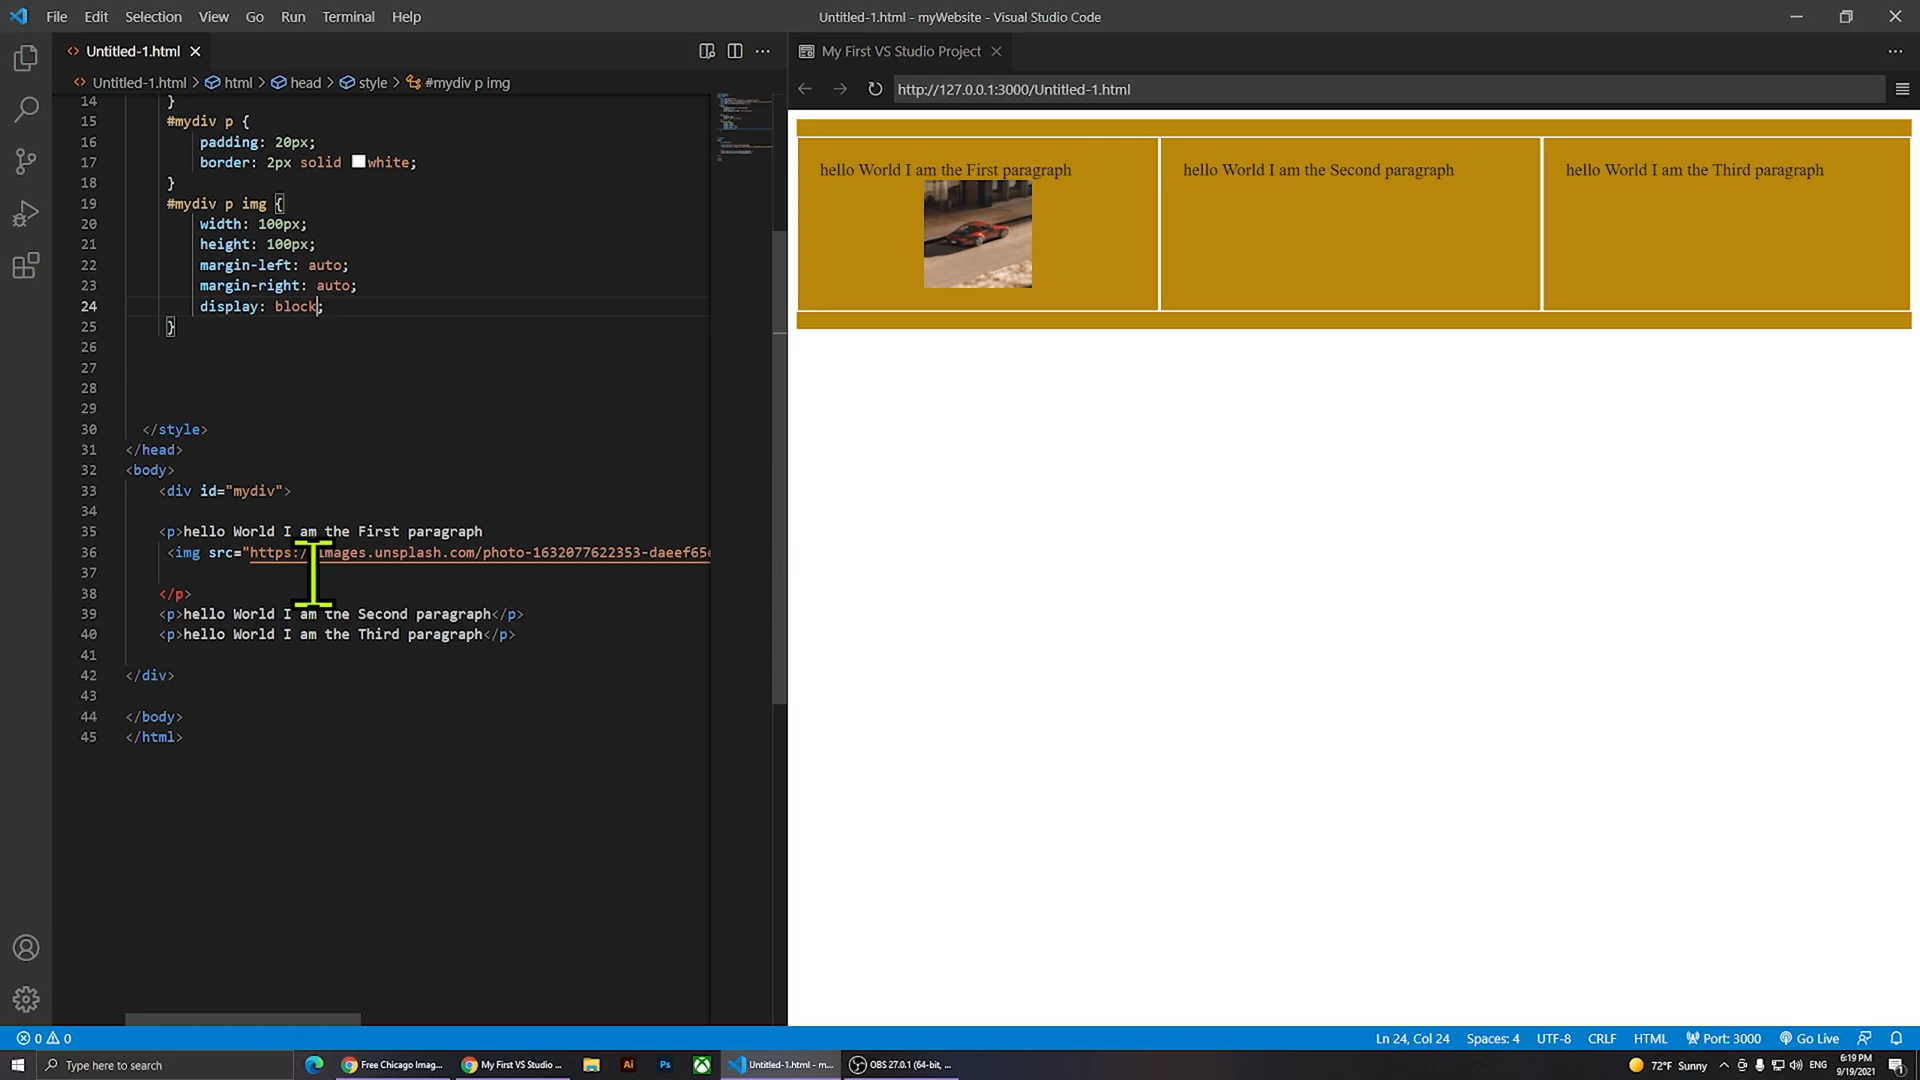 File Edit Selection View Go Run Terminal Help
Untitled-1.html - myWebsite - Visual Studio Code
Untitled-1.html
Untitled-1.html > html > head > style > #mydiv p img
14 }
15 #mydiv p {
16 padding: 20px;
17 border: 2px solid white;
18 }
19 #mydiv p img {
20 width: 100px;
21 height: 100px;
22 margin-left: auto;
23 margin-right: auto;
24 display: block;
25 }
26
27
28
29
30 </style>
31 </head>
32 <body>
33 <div id="mydiv">
34
35 <p>hello World I am the First paragraph
36 <img src="https://images.unsplash.com/photo-1632077622353-daeef65
37
38 </p>
39 <p>hello World I am the Second paragraph</p>
40 <p>hello World I am the Third paragraph</p>
41
42 </div>
43
44 </body>
45 </html>
My First VS Studio Project
http://127.0.0.1:3000/Untitled-1.html
hello World I am the First paragraph
hello World I am the Second paragraph
hello World I am the Third paragraph
0 0
Ln 24, Col 24 Spaces: 4 UTF-8 CRLF HTML Port: 3000 Go Live
Type here to search
Free Chicago Imag...
My First VS Studio ...
Ai
Ps
Untitled-1.html - m...
OBS 27.0.1 (64-bit, ...
72°F Sunny
ENG
6:19 PM
9/19/2021
1